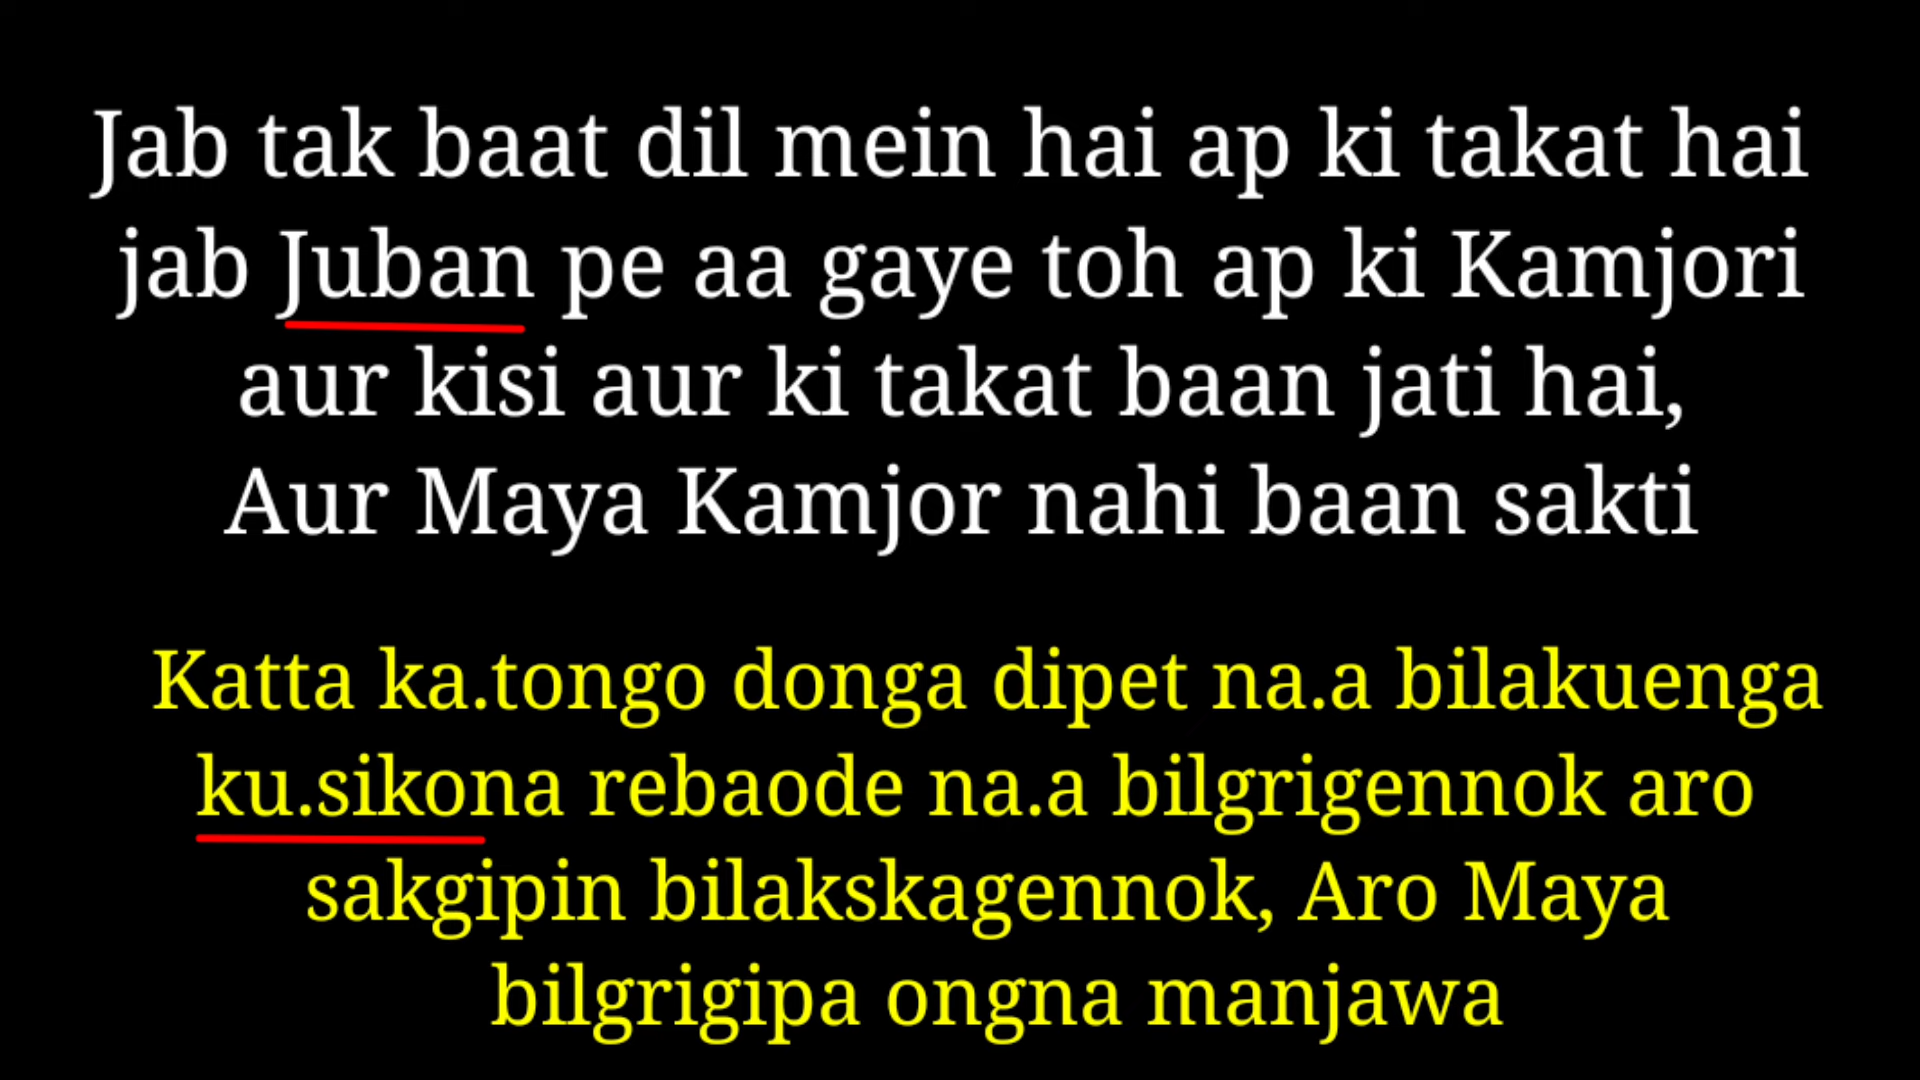 Jab tak baat dil mein hai ap ki takat hai
jab Juban pe aa gaye toh ap ki Kamjori
aur kisi aur ki takat baan jati hai,
Aur Maya Kamjor nahi baan sakti
Katta ka.tongo donga dipet na.a bilakuenga
ku.sikona rebaode na.a bilgrigennok aro
sakgipin bilakskagennok, Aro Maya
bilgrigipa ongna manjawa